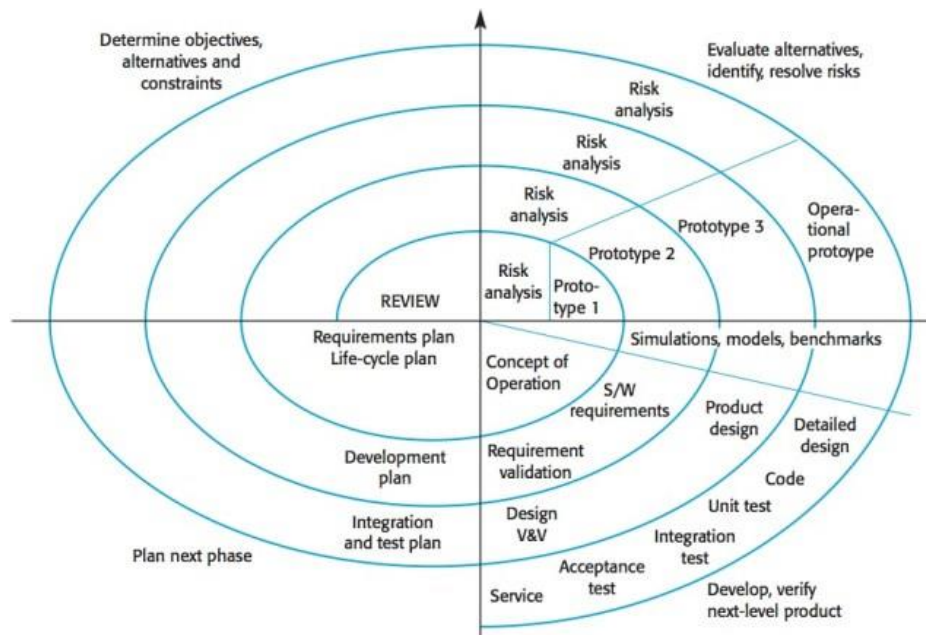 Determine objectives,
alternatives and
constraints
Evaluate alternatives,
identify, resolve risks
Risk
analysis
Risk
analysis
Risk
analysis
Risk
analysis
Proto-
type 1
Prototype 2
Prototype 3
Opera-
tional
protoype
REVIEW
Requirements plan
Life-cycle plan
Simulations, models, benchmarks
Concept of
Operation
S/W
requirements
Product
design
Detailed
design
Development
plan
Requirement
validation
Code
Unit test
Integration
and test plan
Design
V&V
Integration
test
Plan next phase
Acceptance
test
Service
Develop, verify
next-level product